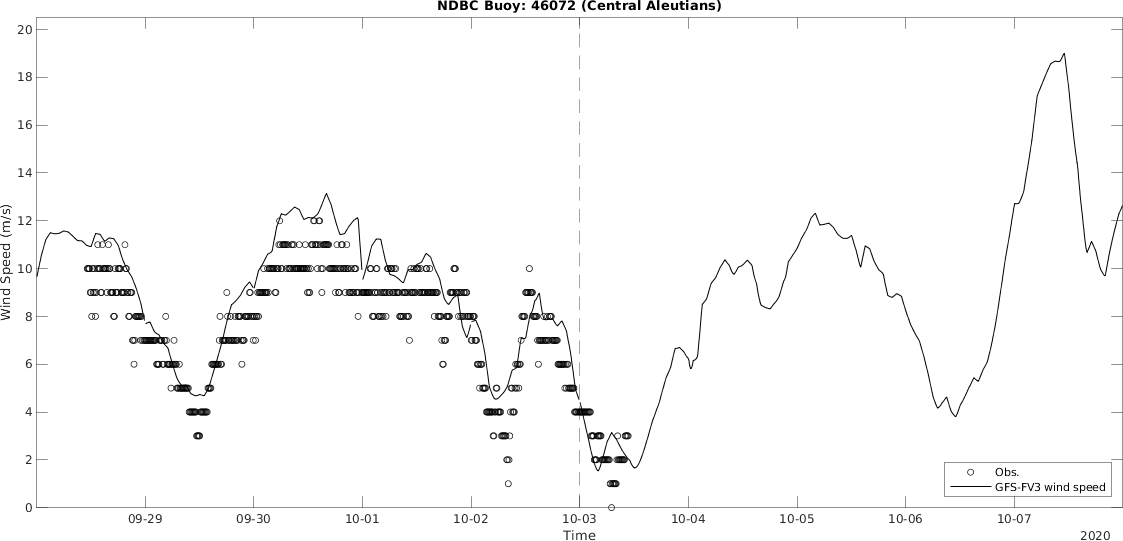 NDBC Buoy: 46072 (Central Aleutians)
20
18
16
14
12
10
8
6
4
2
0
Wind Speed (m/s)
Obs.
GFS-FV3 wind speed
09-29 09-30 10-01 10-02 10-03 10-04 10-05 10-06 10-07
Time
2020